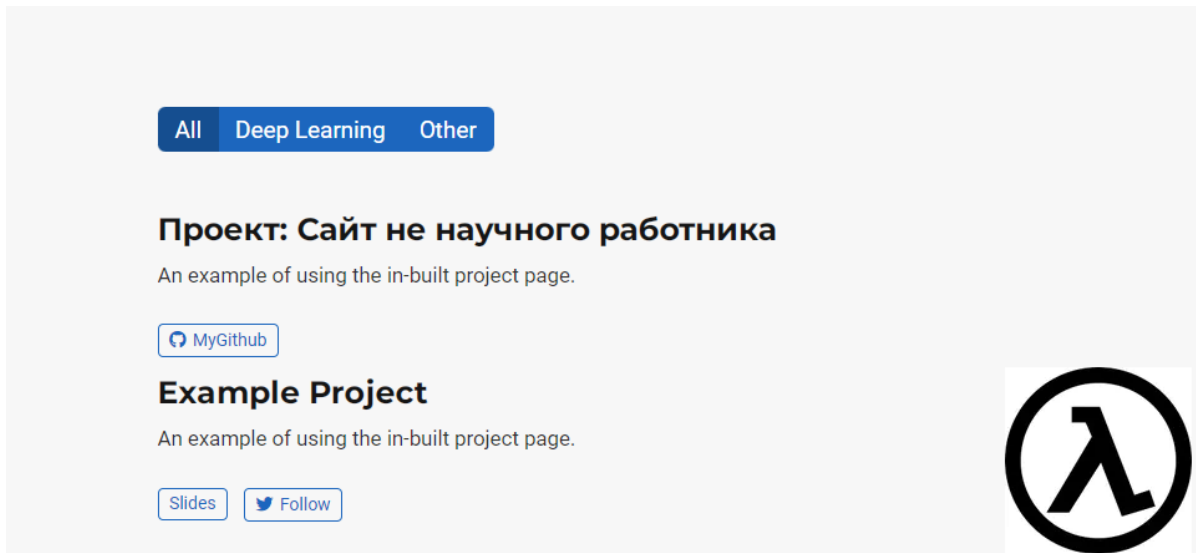 All Deep Learning Other
Проект: Сайт не научного работника
An example of using the in-built project page.
MyGithub
Example Project
An example of using the in-built project page.
Slides Follow
λ